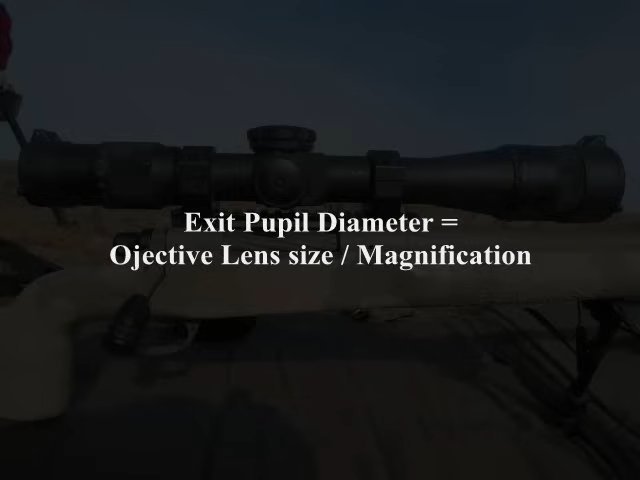 Exit Pupil Diameter =
Ojective Lens size / Magnification